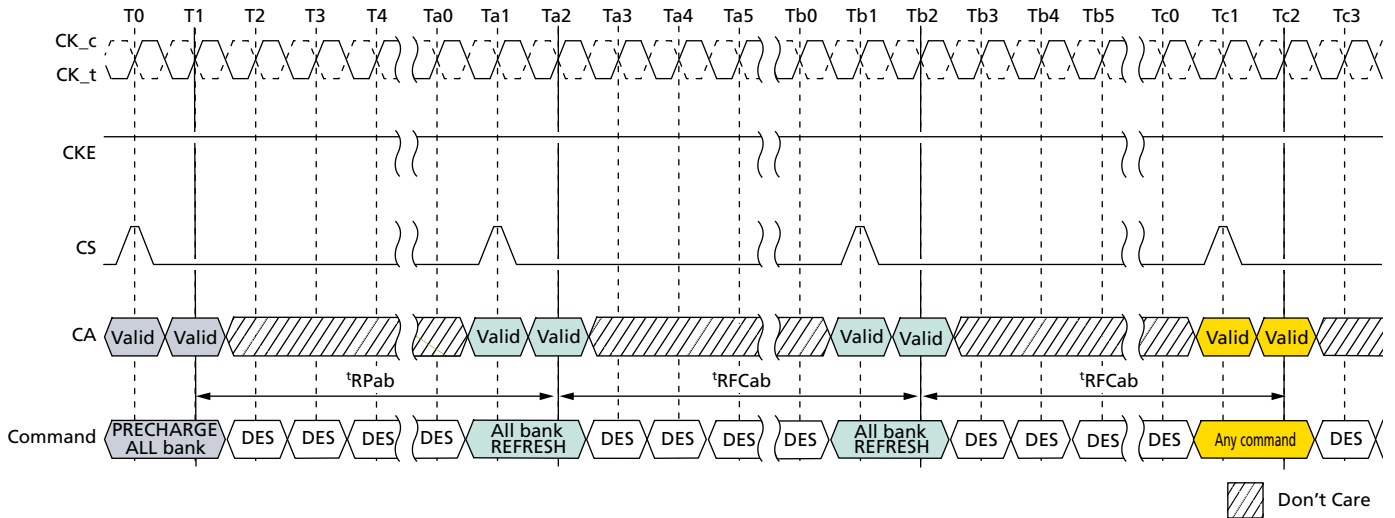 T0 T1 T2 T3 T4 Ta0 Ta1 Ta2 Ta3 Ta4 Ta5 Tb0 Tb1 Tb2 Tb3 Tb4 Tb5 Tc0 Tc1 Tc2 Tc3
CK_c
CK_t
CKE
CS
CA Valid Valid Valid Valid Valid Valid Valid Valid
tRPab tRFCab tRFCab
Command PRECHARGE ALL bank DES DES DES DES All bank REFRESH DES DES DES DES All bank REFRESH DES DES DES DES Any command DES
Don't Care